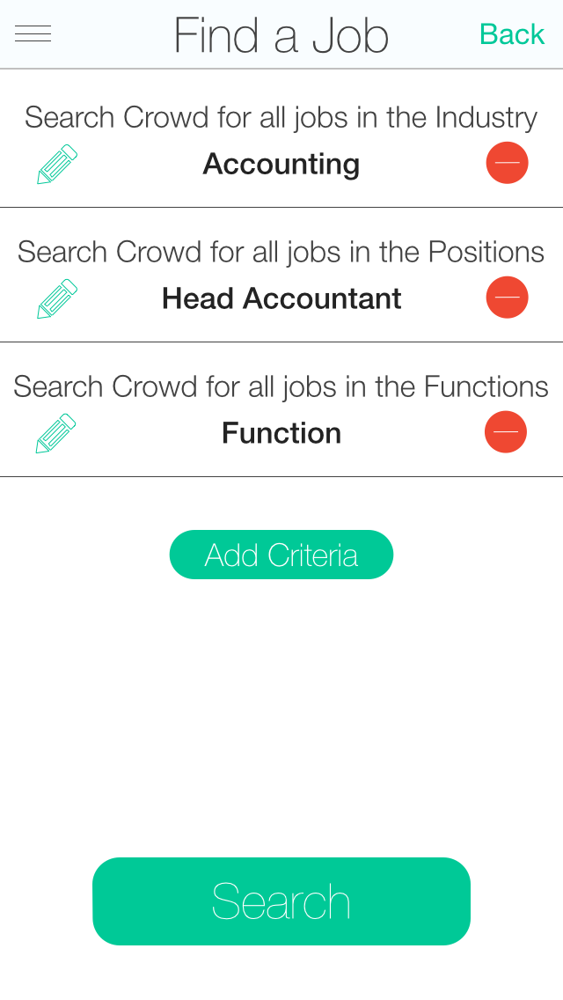 Find a Job
Back
Search Crowd for all jobs in the Industry
Accounting
Search Crowd for all jobs in the Positions
Head Accountant
Search Crowd for all jobs in the Functions
Function
Add Criteria
Search